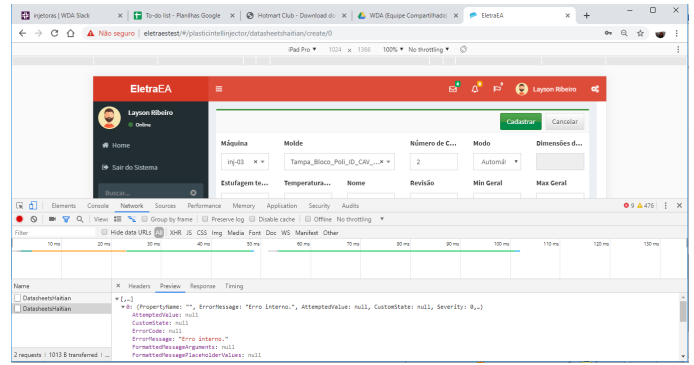 injetoras | WDA Slack
To-do list - Planilhas Google
Hotmart Club - Download do
WDA (Equipe Compartilhado)
EletraEA
Não seguro | eletraestest/#/plasticintellinjector/datasheetshaitian/create/0
iPad Pro ▼ 1024 x 1366 100% ▼ No throttling ▼
EletraEA
Layson Ribeiro
Layson Ribeiro
Online
Home
Sair do Sistema
Buscar...
Cadastrar Cancelar
Máquina Molde Número de C... Modo Dimensões d...
inj-03 × Tampa_Bloco_Poli_ID_CAV_...× 2 Automát
Estufagem te... Temperatura... Nome Revisão Min Geral Max Geral
Elements Console Network Sources Performance Memory Application Security Audits 9 476
View: Group by frame Preserve log Disable cache Offline No throttling ▼
Filter Hide data URLs All XHR JS CSS Img Media Font Doc WS Manifest Other
10 ms 20 ms 30 ms 40 ms 50 ms 60 ms 70 ms 80 ms 90 ms 100 ms 110 ms 120 ms 130 ms
Name × Headers Preview Response Timing
DatasheetsHaitian
DatasheetsHaitian
▼[,…]
▼0: {PropertyName: "", ErrorMessage: "Erro interno.", AttemptedValue: null, CustomState: null, Severity: 0,…}
AttemptedValue: null
CustomState: null
ErrorCode: null
ErrorMessage: "Erro interno."
FormattedMessageArguments: null
FormattedMessagePlaceholderValues: null
2 requests | 1013 B transferred | ...